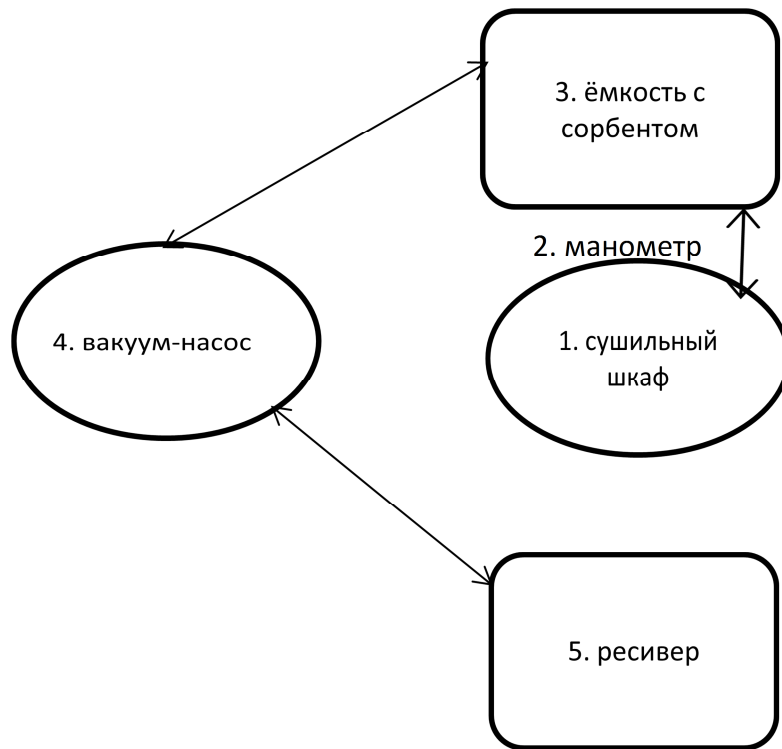 3. ёмкость с
сорбентом
2. манометр
4. вакуум-насос
1. сушильный
шкаф
5. ресивер